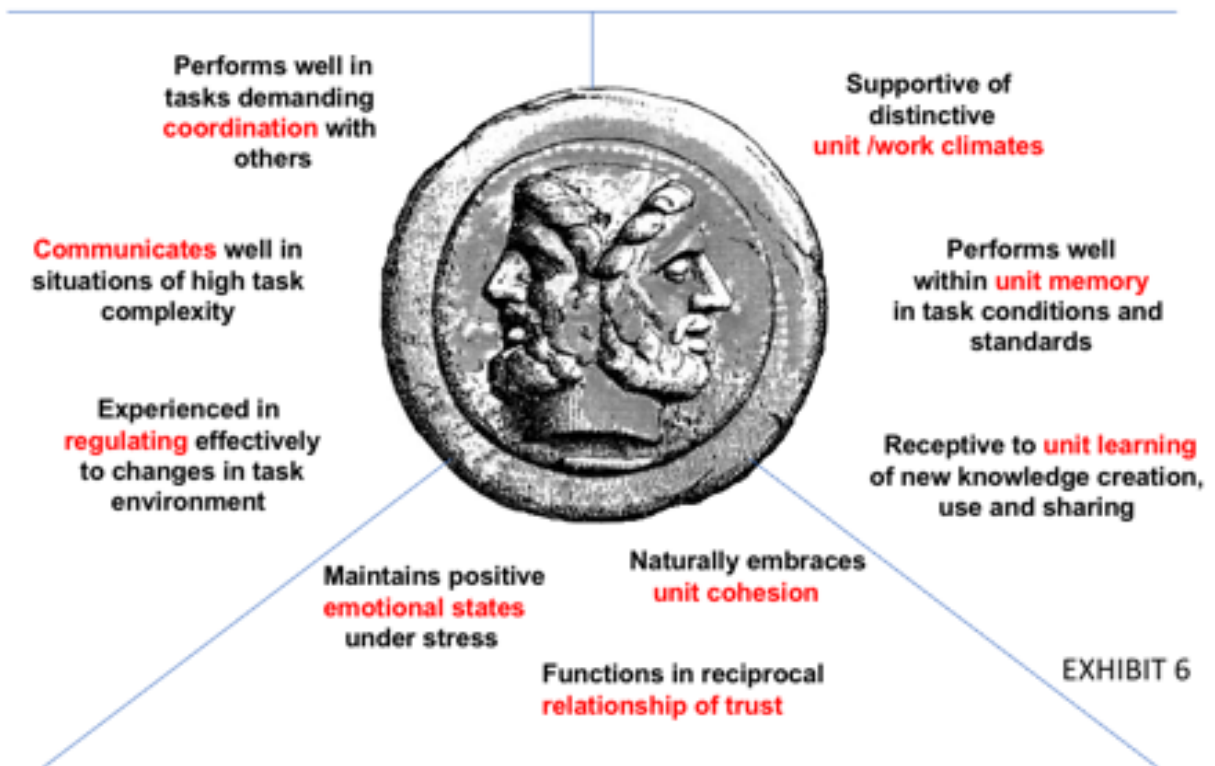 Performs well in
tasks demanding
coordination with
others
Communicates well in
situations of high task
complexity
Experienced in
regulating effectively
to changes in task
environment
Supportive of
distinctive
unit /work climates
Performs well
within unit memory
in task conditions and
standards
Receptive to unit learning
of new knowledge creation,
use and sharing
Maintains positive
emotional states
under stress
Naturally embraces
unit cohesion
Functions in reciprocal
relationship of trust
EXHIBIT 6